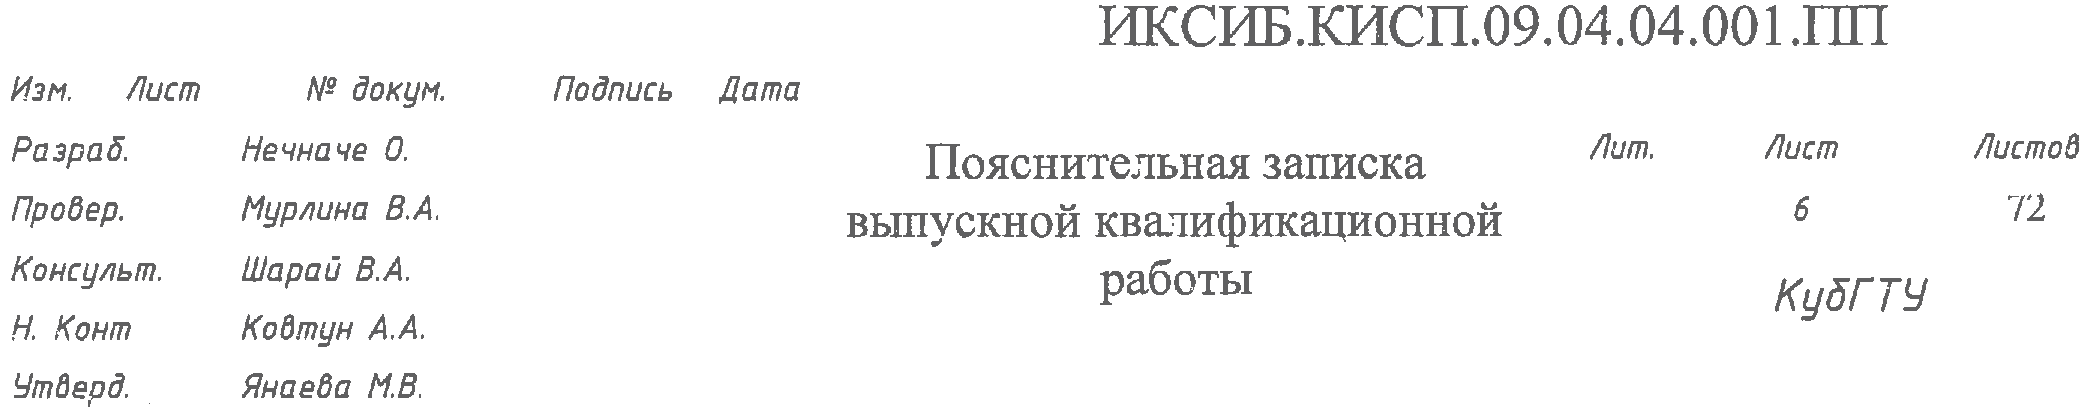 ИКСИБ.КИСП.09.04.04.001.ПП
Изм. Лист № докум. Подпись Дата
Разраб. Нечначе О.
Провер. Мурлина В.А.
Консульт. Шарай В.А.
Н. Конт Ковтун А.А.
Утверд. Янаева М.В.
Пояснительная записка
выпускной квалификационной
работы
Лит. Лист Листов
6 72
КубГТУ